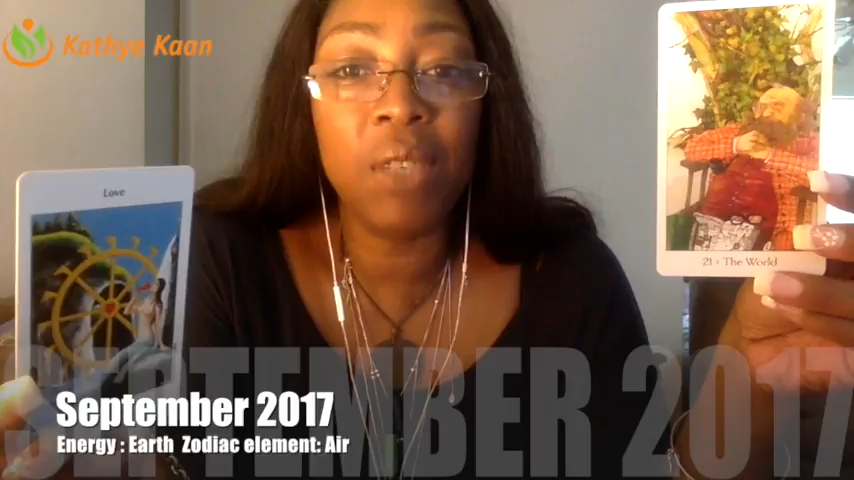 Kathye Kaan
Love
21 • The World
SEPTEMBER 2017
September 2017
Energy : Earth Zodiac element: Air